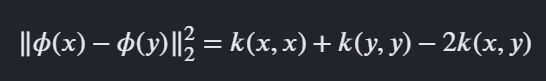 ‖ϕ(x) − ϕ(y)‖₂² = k(x, x) + k(y, y) − 2k(x, y)